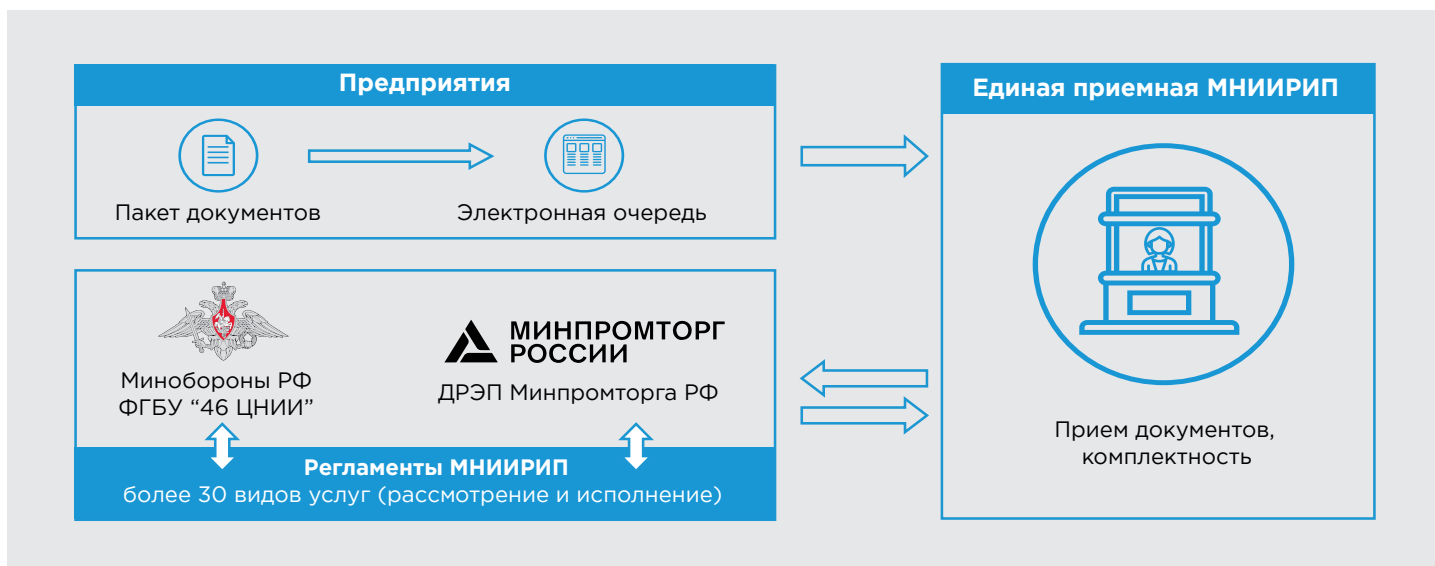 Предприятия
Пакет документов
Электронная очередь
Единая приемная МНИИРИП
Прием документов,
комплектность
Минобороны РФ
ФГБУ “46 ЦНИИ”
МИНПРОМТОРГ
РОССИИ
ДРЭП Минпромторга РФ
Регламенты МНИИРИП
более 30 видов услуг (рассмотрение и исполнение)